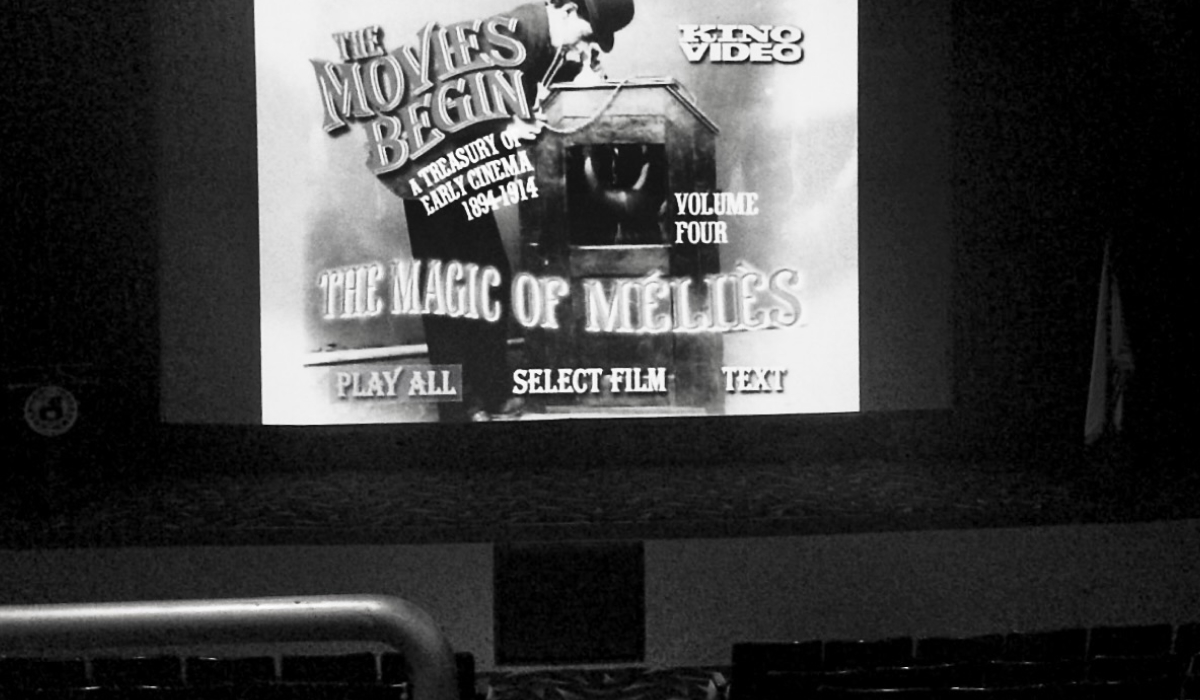 THE
MOVIES
BEGIN
A TREASURY OF
EARLY CINEMA
1894-1914
KINO
VIDEO
VOLUME
FOUR
THE MAGIC OF MÉLIÈS
PLAY ALL
SELECT FILM
TEXT